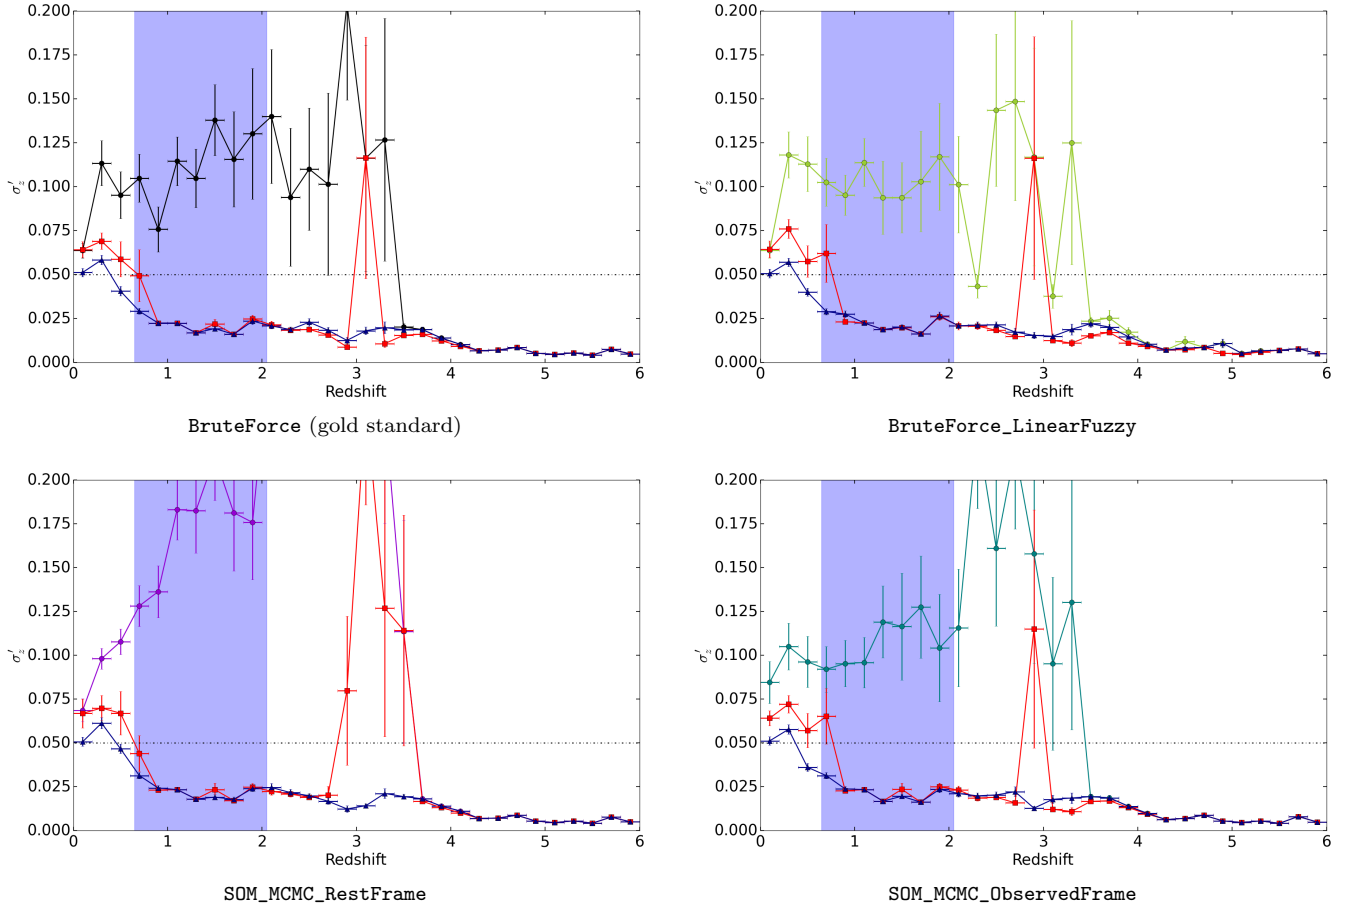 0.200 0.200
0.175 0.175
0.150 0.150
0.125 0.125
0.100 0.100
0.075 0.075
0.050 0.050
0.025 0.025
0.000 0.000
σ′z σ′z
0 1 2 3 4 5 6 0 1 2 3 4 5 6
Redshift Redshift
BruteForce (gold standard) BruteForce_LinearFuzzy
0.200 0.200
0.175 0.175
0.150 0.150
0.125 0.125
0.100 0.100
0.075 0.075
0.050 0.050
0.025 0.025
0.000 0.000
σ′z σ′z
0 1 2 3 4 5 6 0 1 2 3 4 5 6
Redshift Redshift
SOM_MCMC_RestFrame SOM_MCMC_ObservedFrame